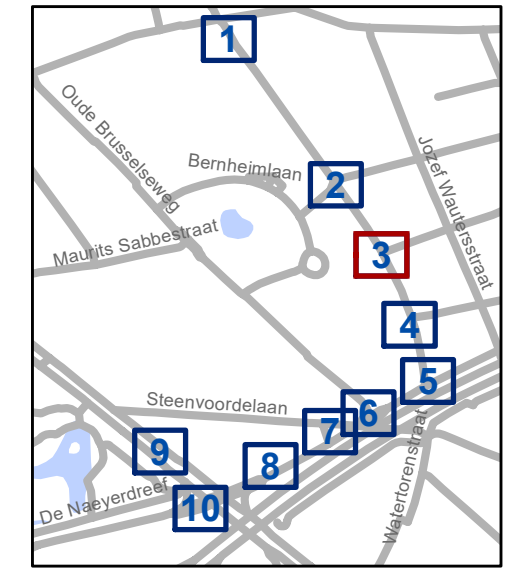 1
Oude Brusselseweg
Bernheimlaan
2
Jozef Wautersstraat
Maurits Sabbestraat
3
4
5
Steenvoordelaan
6
7
Watertorenstraat
9
8
De Naeyerdreef
10